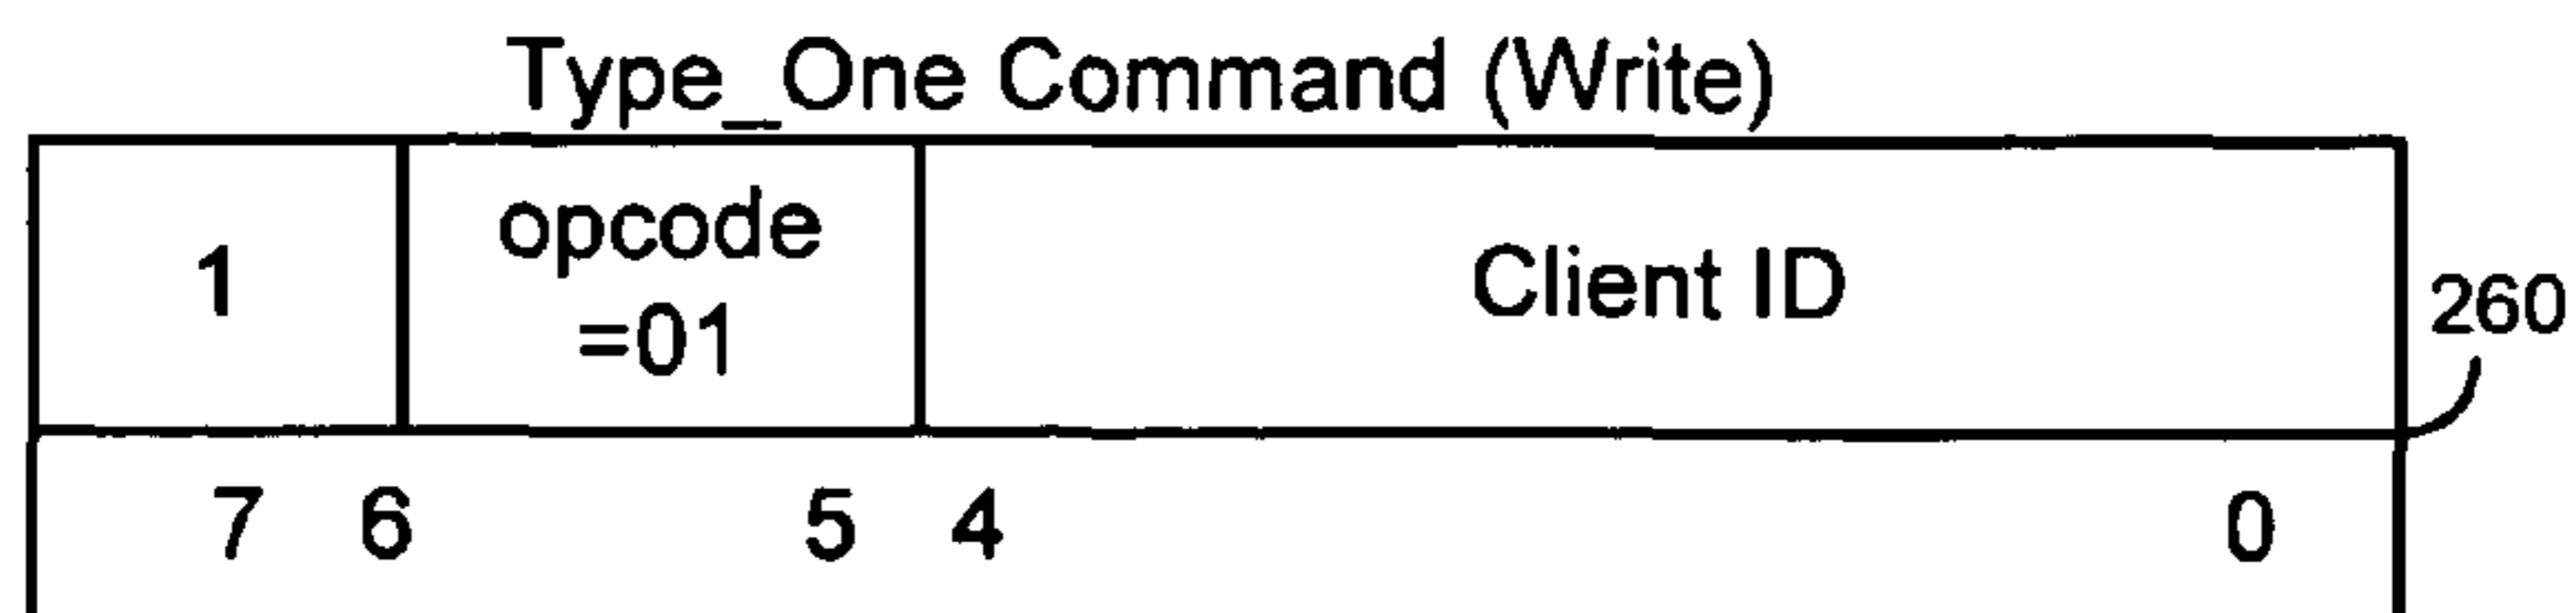 Type_One Command (Write)
1
opcode
=01
Client ID
260
7 6 5 4 0